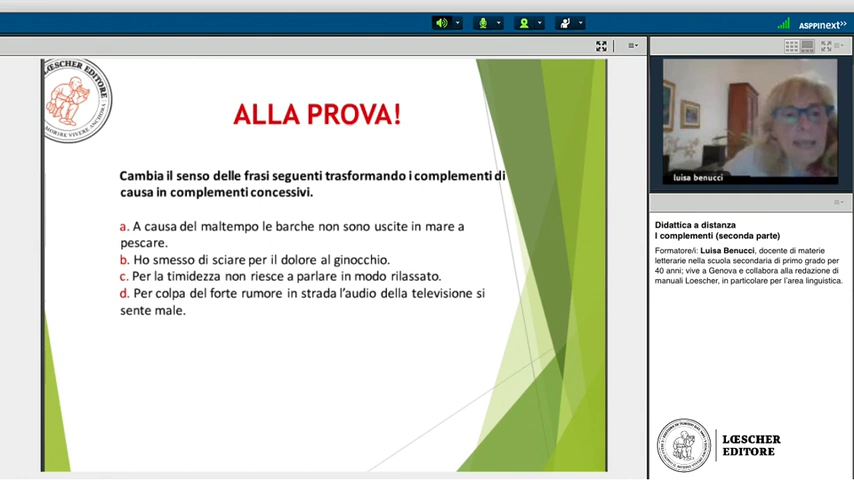 ASPPInext>>
LŒSCHER EDITORE
MORIRE VIVERE ANCHORA
ALLA PROVA!
Cambia il senso delle frasi seguenti trasformando i complementi di
causa in complementi concessivi.
a. A causa del maltempo le barche non sono uscite in mare a
pescare.
b. Ho smesso di sciare per il dolore al ginocchio.
c. Per la timidezza non riesce a parlare in modo rilassato.
d. Per colpa del forte rumore in strada l'audio della televisione si
sente male.
luisa benucci
Didattica a distanza
I complementi (seconda parte)
Formatore/i: Luisa Benucci, docente di materie
letterarie nella scuola secondaria di primo grado per
40 anni; vive a Genova e collabora alla redazione di
manuali Loescher, in particolare per l'area linguistica.
LŒSCHER
EDITORE